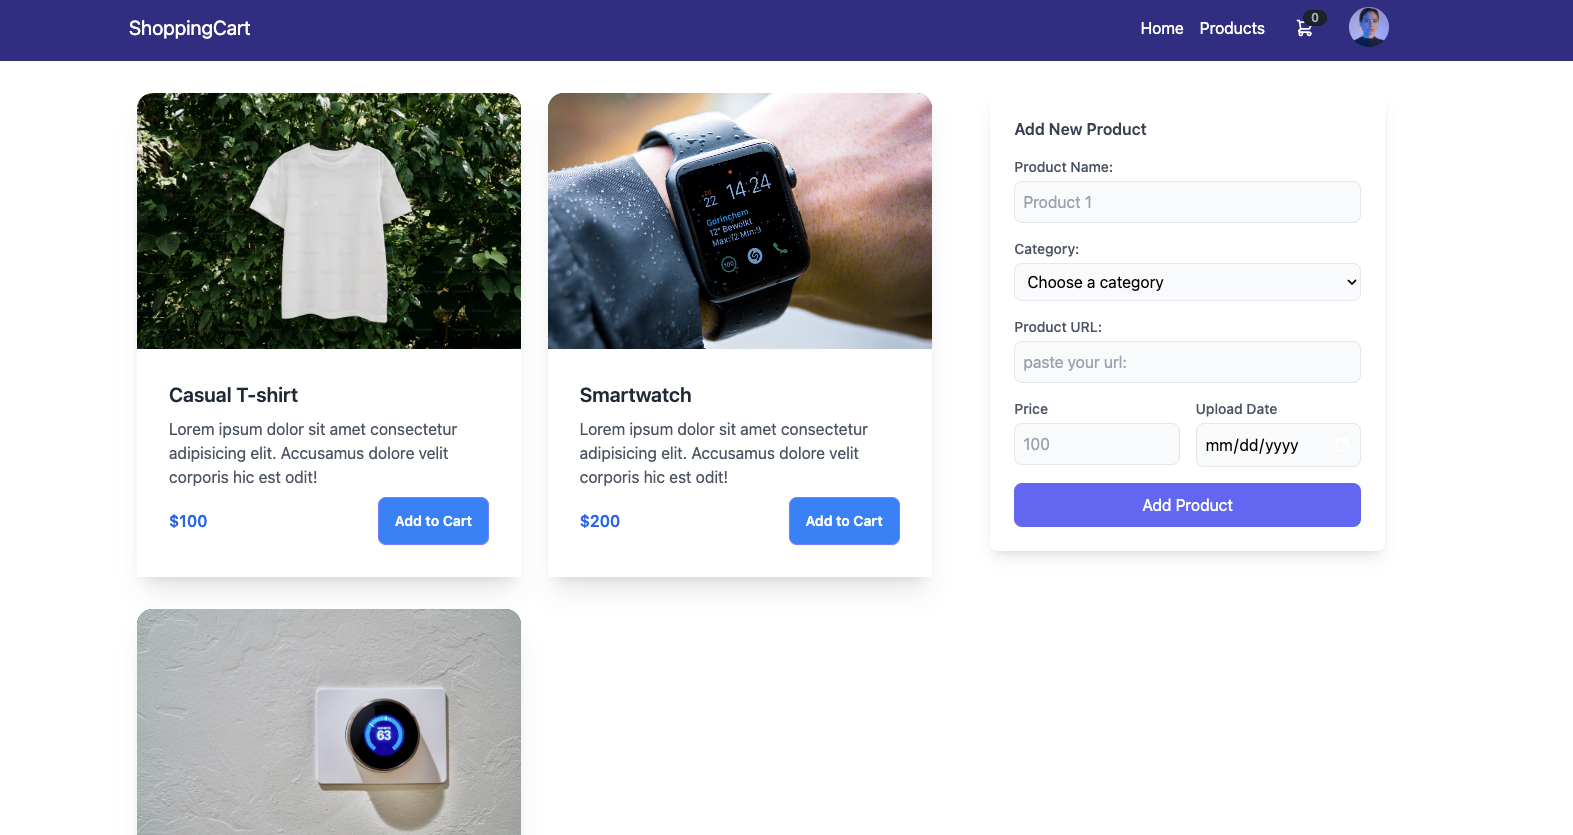 ShoppingCart
Home
Products
0
14:24
22
Gorinchem
12° Bewolkt
Max:12 Min:9
100
Casual T-shirt
Lorem ipsum dolor sit amet consectetur
adipisicing elit. Accusamus dolore velit
corporis hic est odit!
$100
Add to Cart
Smartwatch
Lorem ipsum dolor sit amet consectetur
adipisicing elit. Accusamus dolore velit
corporis hic est odit!
$200
Add to Cart
63
Add New Product
Product Name:
Product 1
Category:
Choose a category
Product URL:
paste your url:
Price
Upload Date
100
mm/dd/yyyy
Add Product